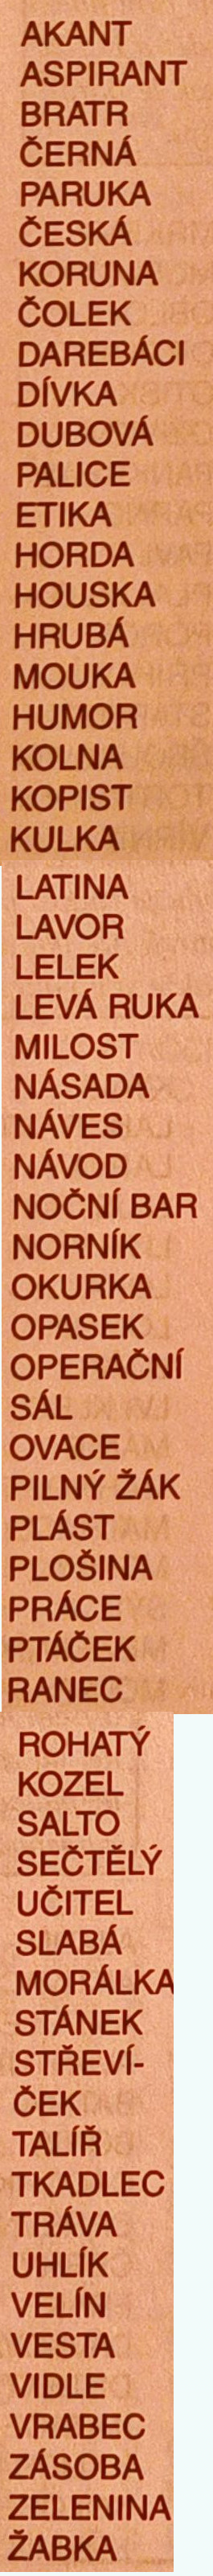 AKANT
ASPIRANT
BRATR
ČERNÁ
PARUKA
ČESKÁ
KORUNA
ČOLEK
DAREBÁCI
DÍVKA
DUBOVÁ
PALICE
ETIKA
HORDA
HOUSKA
HRUBÁ
MOUKA
HUMOR
KOLNA
KOPIST
KULKA
LATINA
LAVOR
LELEK
LEVÁ RUKA
MILOST
NÁSADA
NÁVES
NÁVOD
NOČNÍ BAR
NORNÍK
OKURKA
OPASEK
OPERAČNÍ
SÁL
OVACE
PILNÝ ŽÁK
PLÁST
PLOŠINA
PRÁCE
PTÁČEK
RANEC
ROHATÝ
KOZEL
SALTO
SEČTĚLÝ
UČITEL
SLABÁ
MORÁLKA
STÁNEK
STŘEVÍ-
ČEK
TALÍŘ
TKADLEC
TRÁVA
UHLÍK
VELÍN
VESTA
VIDLE
VRABEC
ZÁSOBA
ZELENINA
ŽABKA